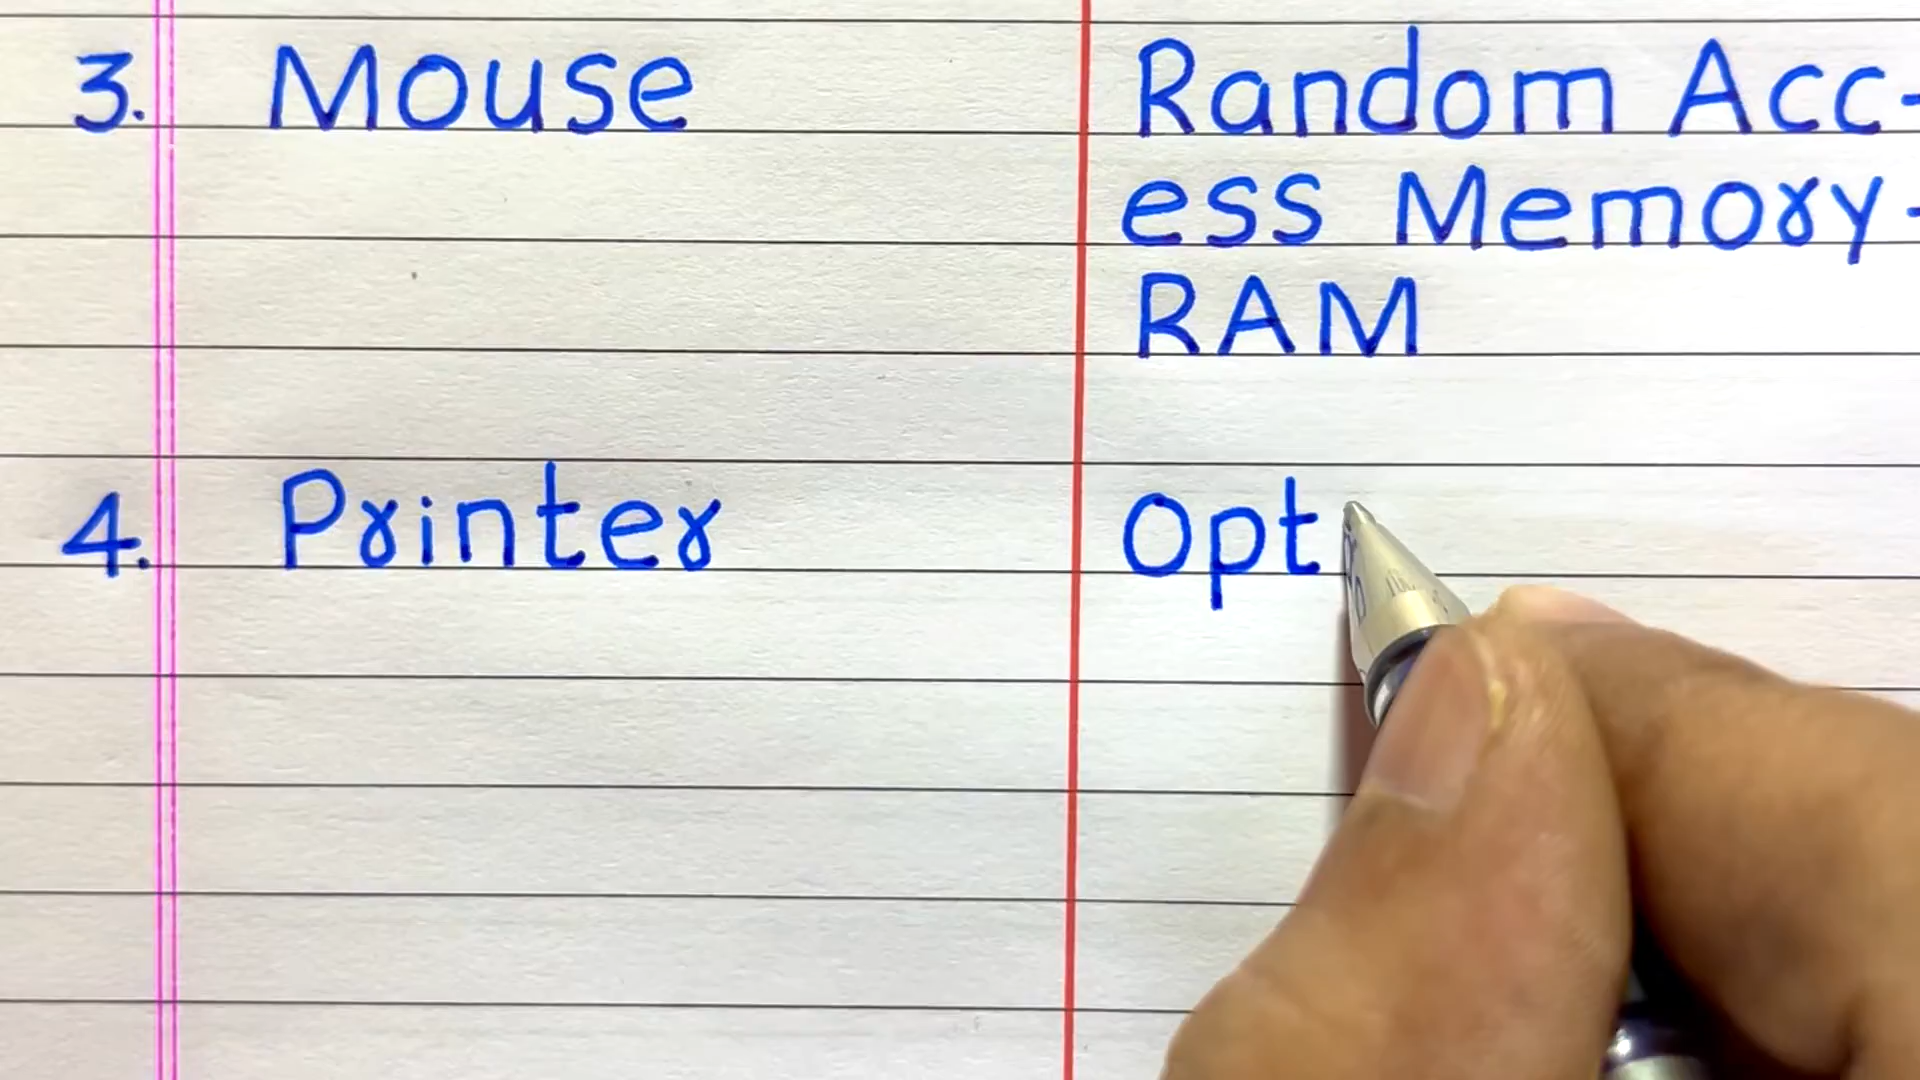 3. Mouse Random Acc-
ess Memory-
RAM
4. Printer Opt